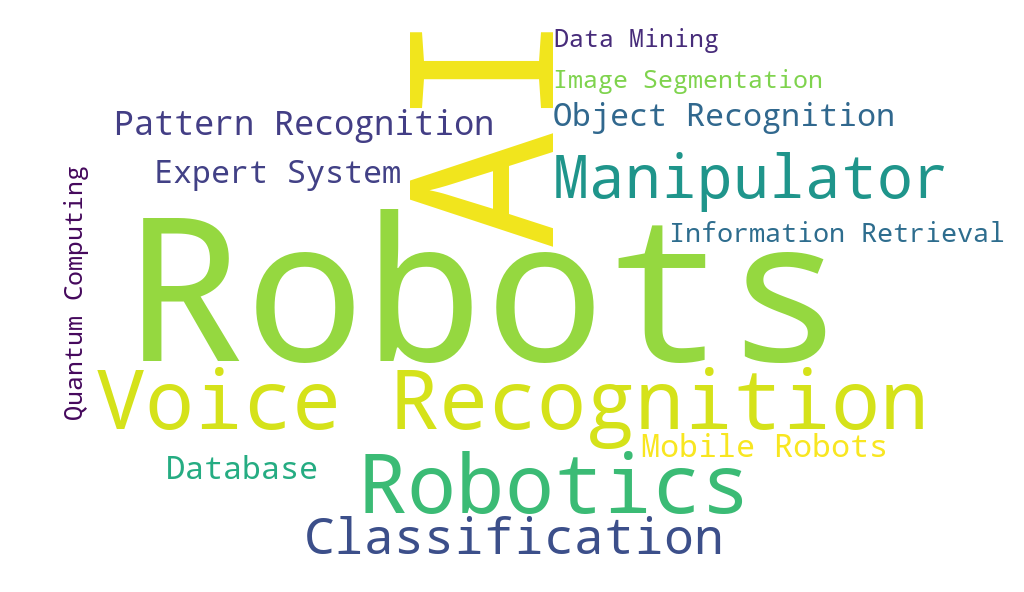 Data Mining
Image Segmentation
AI
Pattern Recognition
Object Recognition
Expert System
Manipulator
Quantum Computing
Information Retrieval
Robots
Voice Recognition
Mobile Robots
Database
Robotics
Classification